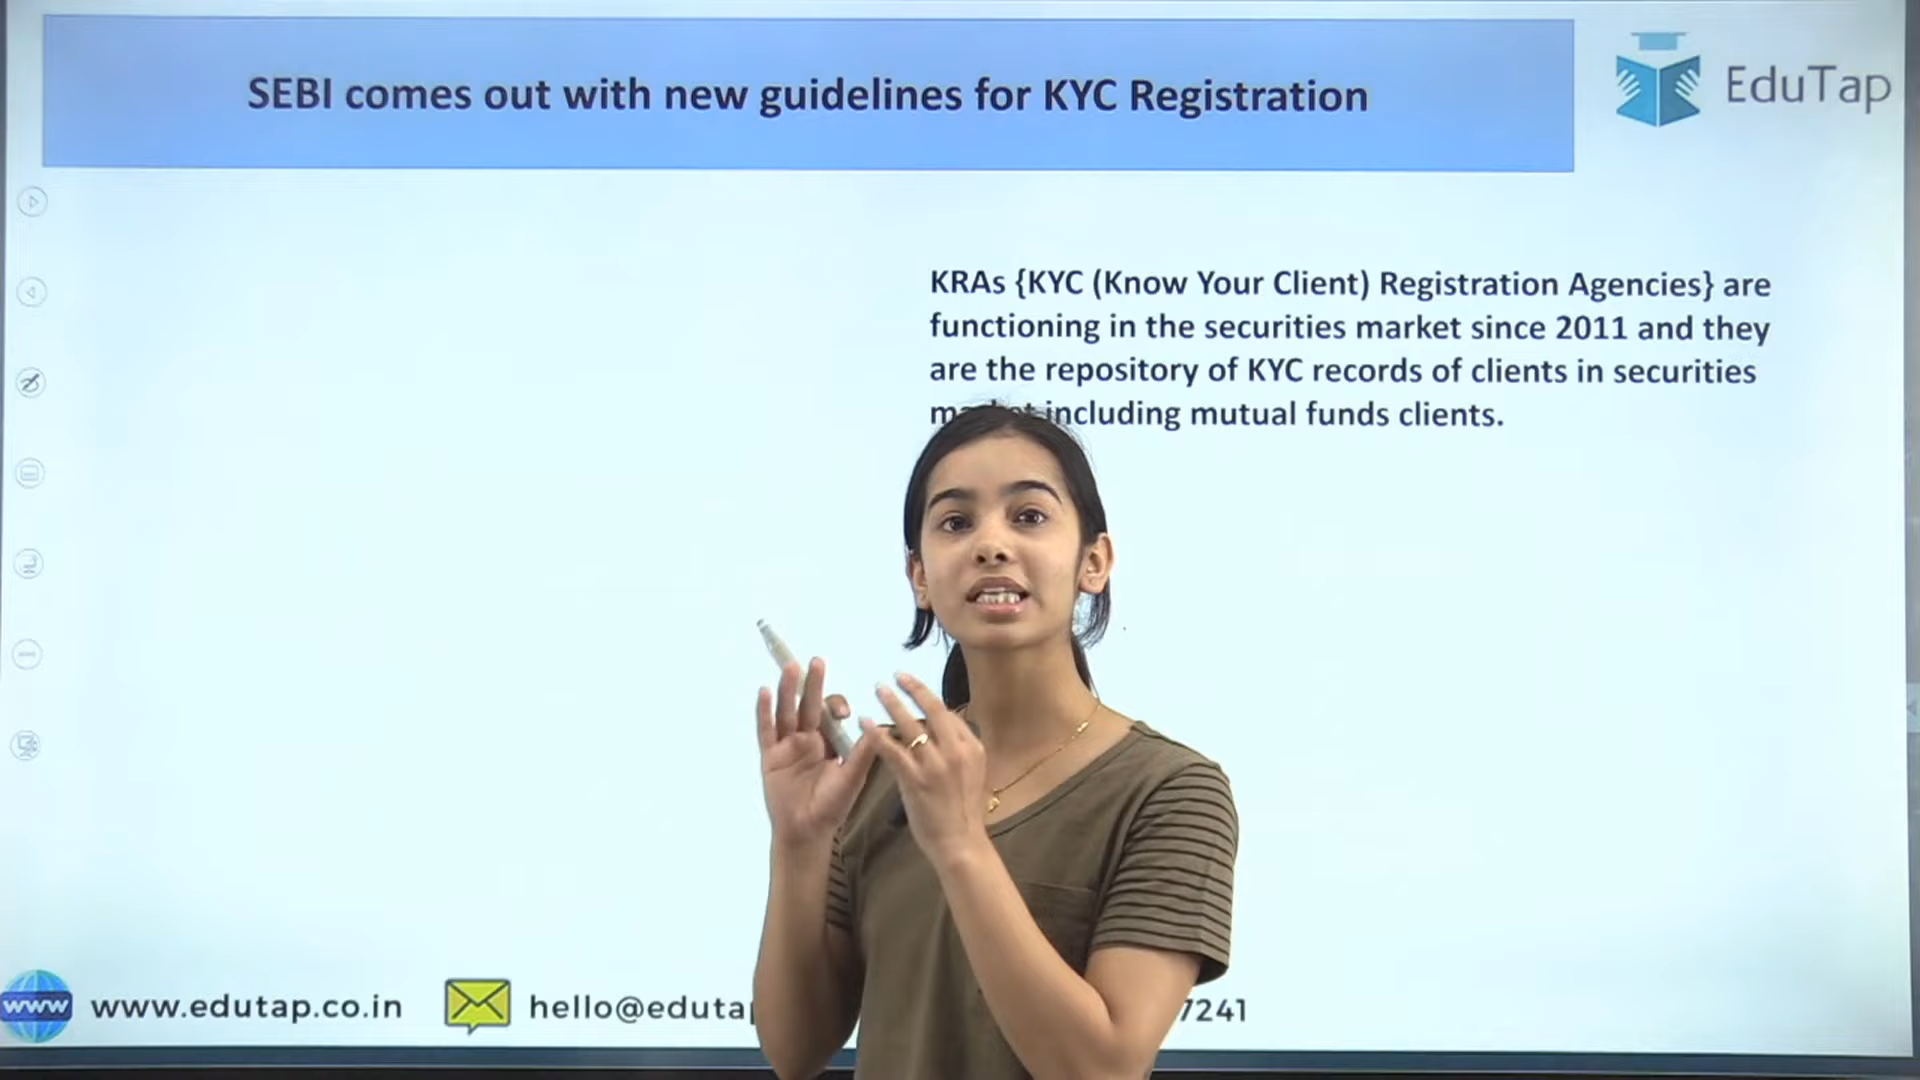 SEBI comes out with new guidelines for KYC Registration
EduTap
KRAs {KYC (Know Your Client) Registration Agencies} are
functioning in the securities market since 2011 and they
are the repository of KYC records of clients in securities
including mutual funds clients.
www
www.edutap.co.in
hello@eduta
7241